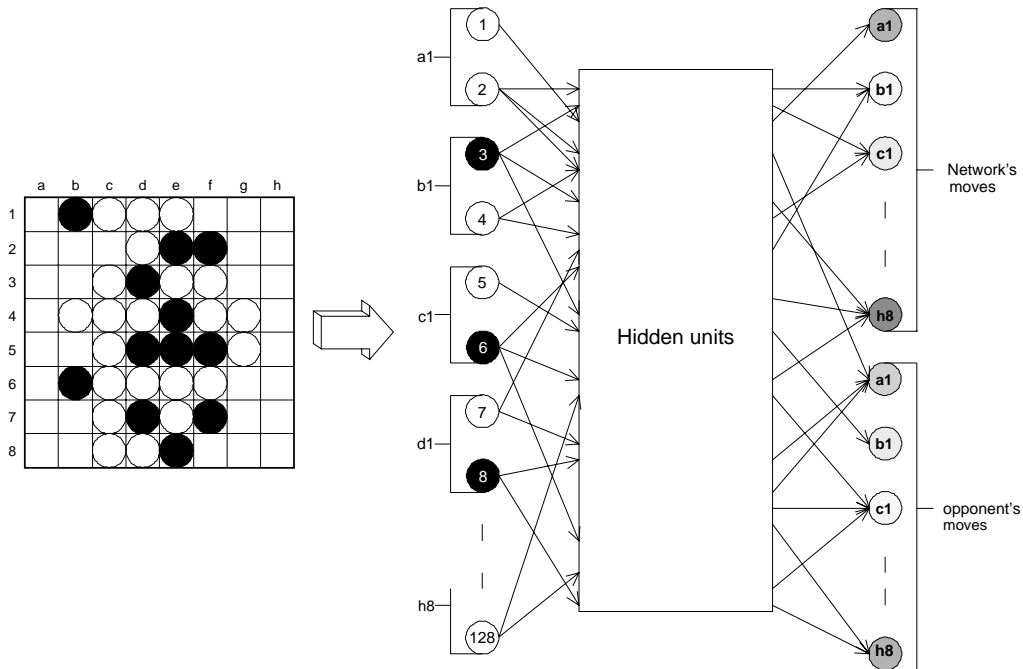 a b c d e f g h
1
2
3
4
5
6
7
8
a1
b1
c1
d1
h8
1
2
3
4
5
6
7
8
128
Hidden units
a1
b1
c1
h8
a1
b1
c1
h8
Network's
moves
opponent's
moves